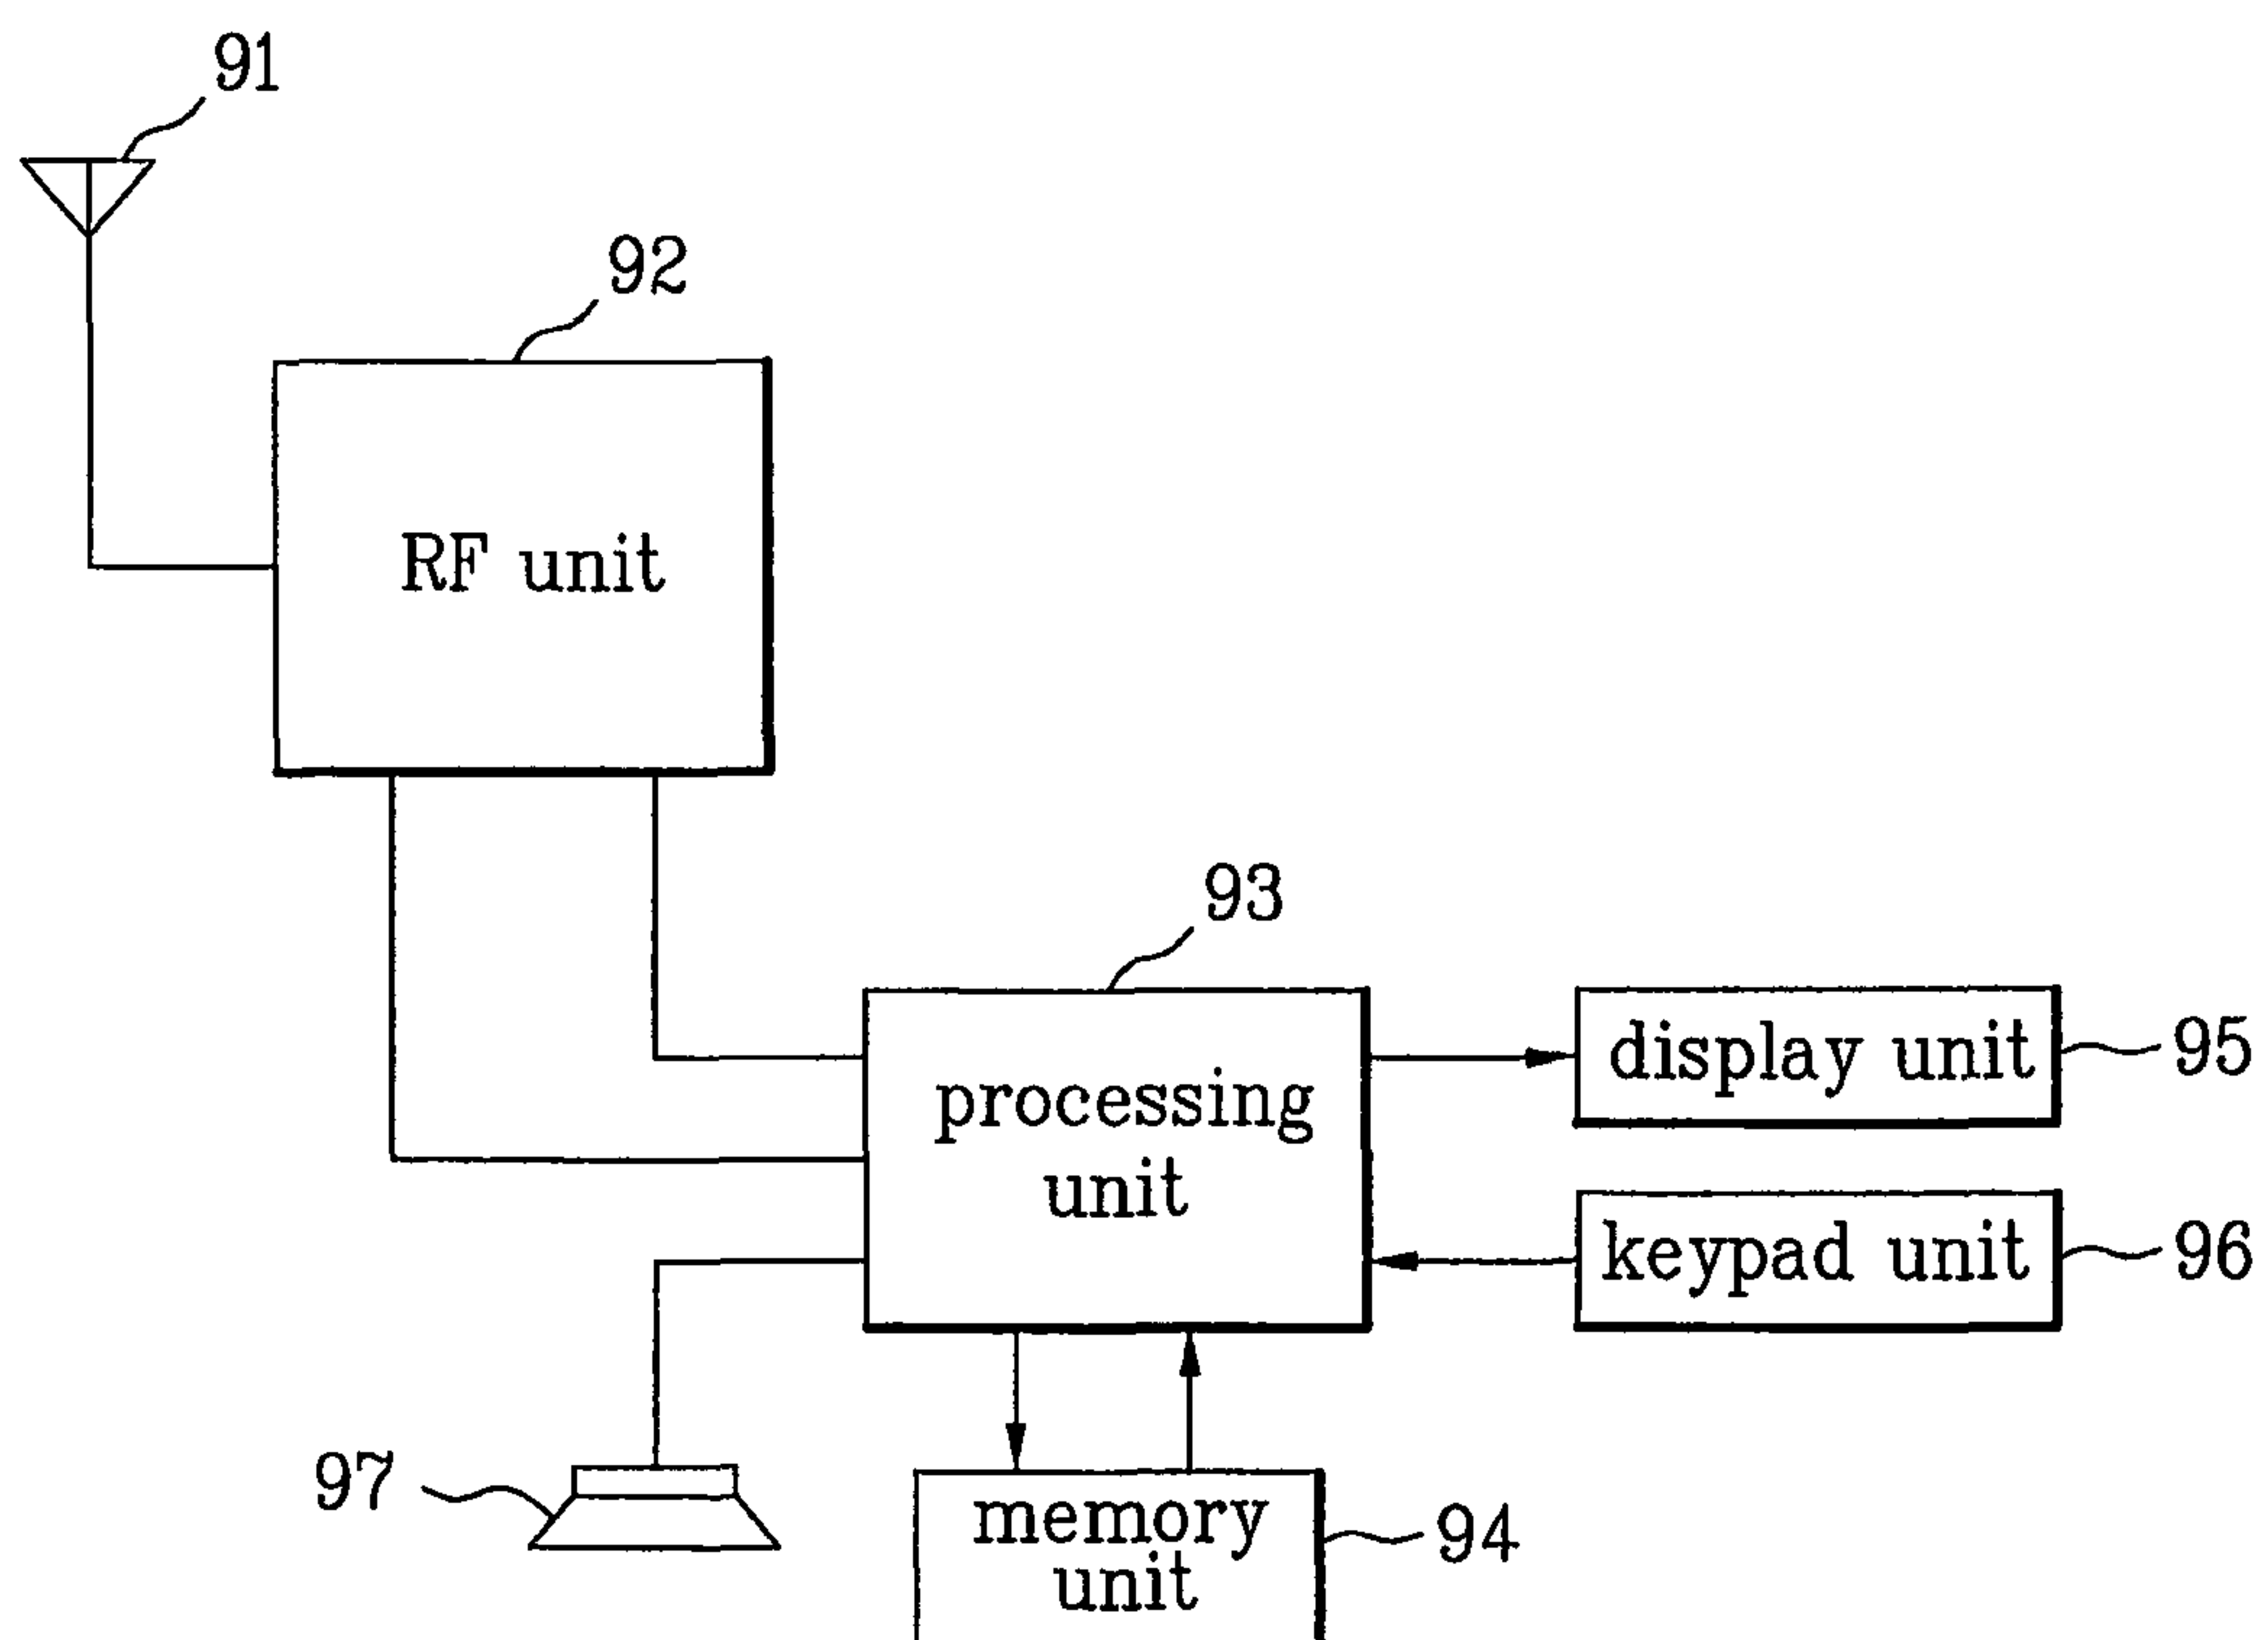 91
92
RF unit
93
processing
unit
display unit
95
keypad unit
96
97
memory
unit
94